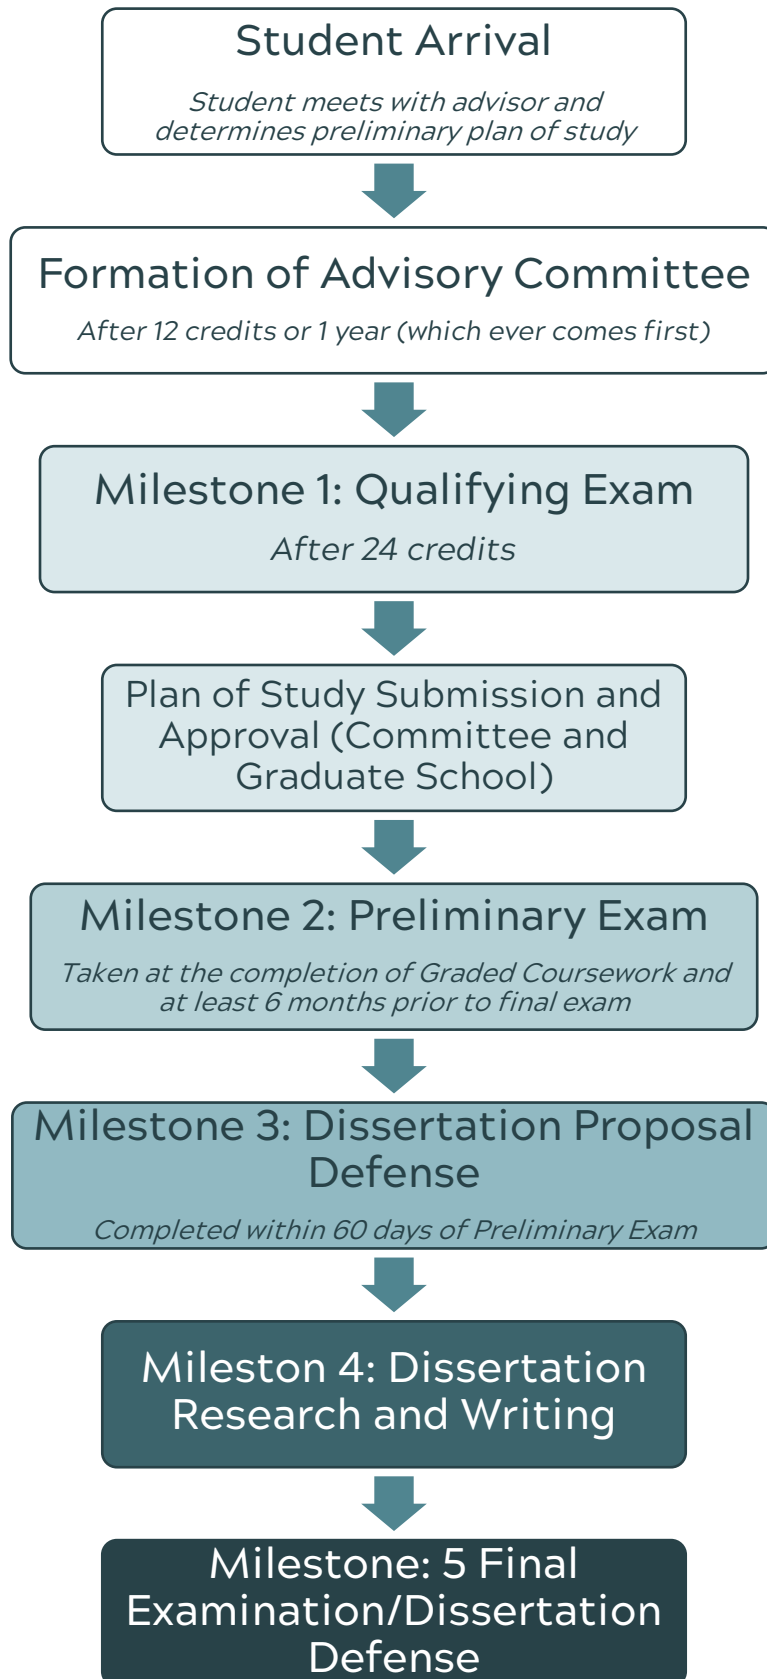 Student Arrival
Student meets with advisor and
determines preliminary plan of study
Formation of Advisory Committee
After 12 credits or 1 year (which ever comes first)
Milestone 1: Qualifying Exam
After 24 credits
Plan of Study Submission and
Approval (Committee and
Graduate School)
Milestone 2: Preliminary Exam
Taken at the completion of Graded Coursework and
at least 6 months prior to final exam
Milestone 3: Dissertation Proposal
Defense
Completed within 60 days of Preliminary Exam
Mileston 4: Dissertation
Research and Writing
Milestone: 5 Final
Examination/Dissertation
Defense